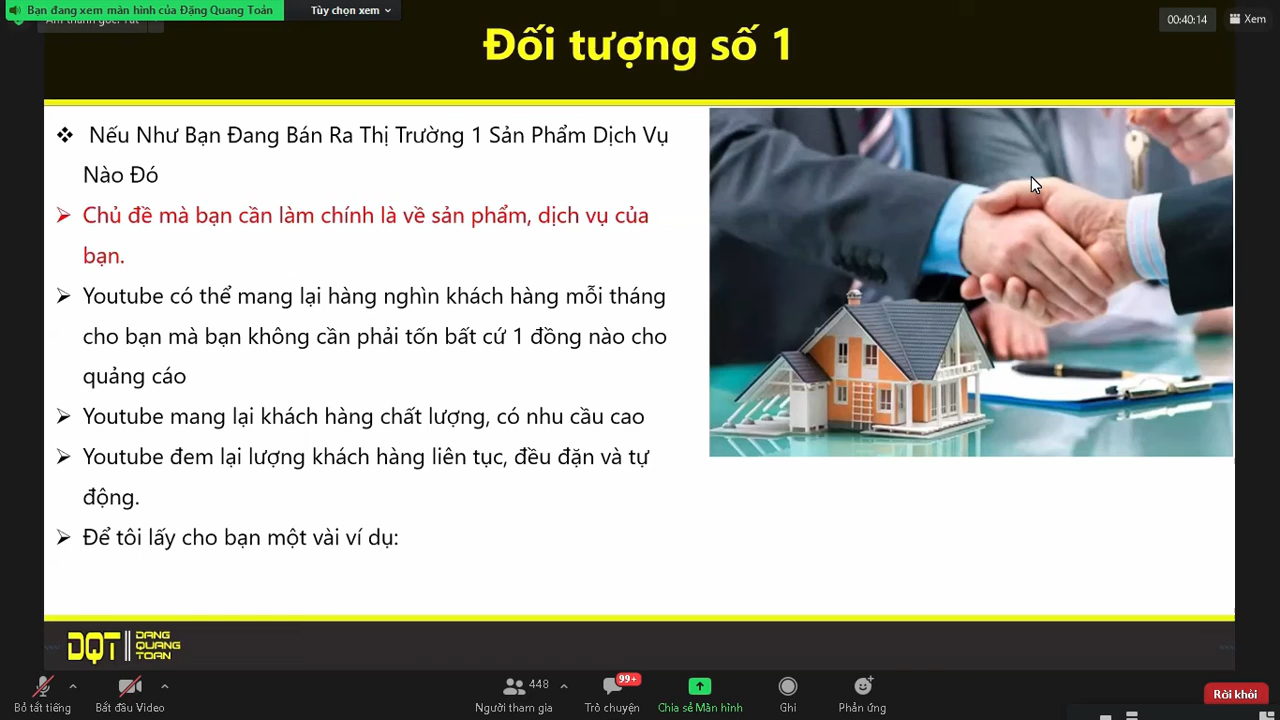 Bạn đang xem màn hình của Đặng Quang Toản
Tùy chọn xem
00:40:14
Xem
Đối tượng số 1
❖ Nếu Như Bạn Đang Bán Ra Thị Trường 1 Sản Phẩm Dịch Vụ
Nào Đó
➢ Chủ đề mà bạn cần làm chính là về sản phẩm, dịch vụ của
bạn.
➢ Youtube có thể mang lại hàng nghìn khách hàng mỗi tháng
cho bạn mà bạn không cần phải tốn bất cứ 1 đồng nào cho
quảng cáo
➢ Youtube mang lại khách hàng chất lượng, có nhu cầu cao
➢ Youtube đem lại lượng khách hàng liên tục, đều đặn và tự
động.
➢ Để tôi lấy cho bạn một vài ví dụ:
DQT
DANG
QUANG
TOAN
448
99+
Bỏ tắt tiếng
Bắt đầu Video
Người tham gia
Trò chuyện
Chia sẻ Màn hình
Ghi
Phản ứng
Rời khỏi